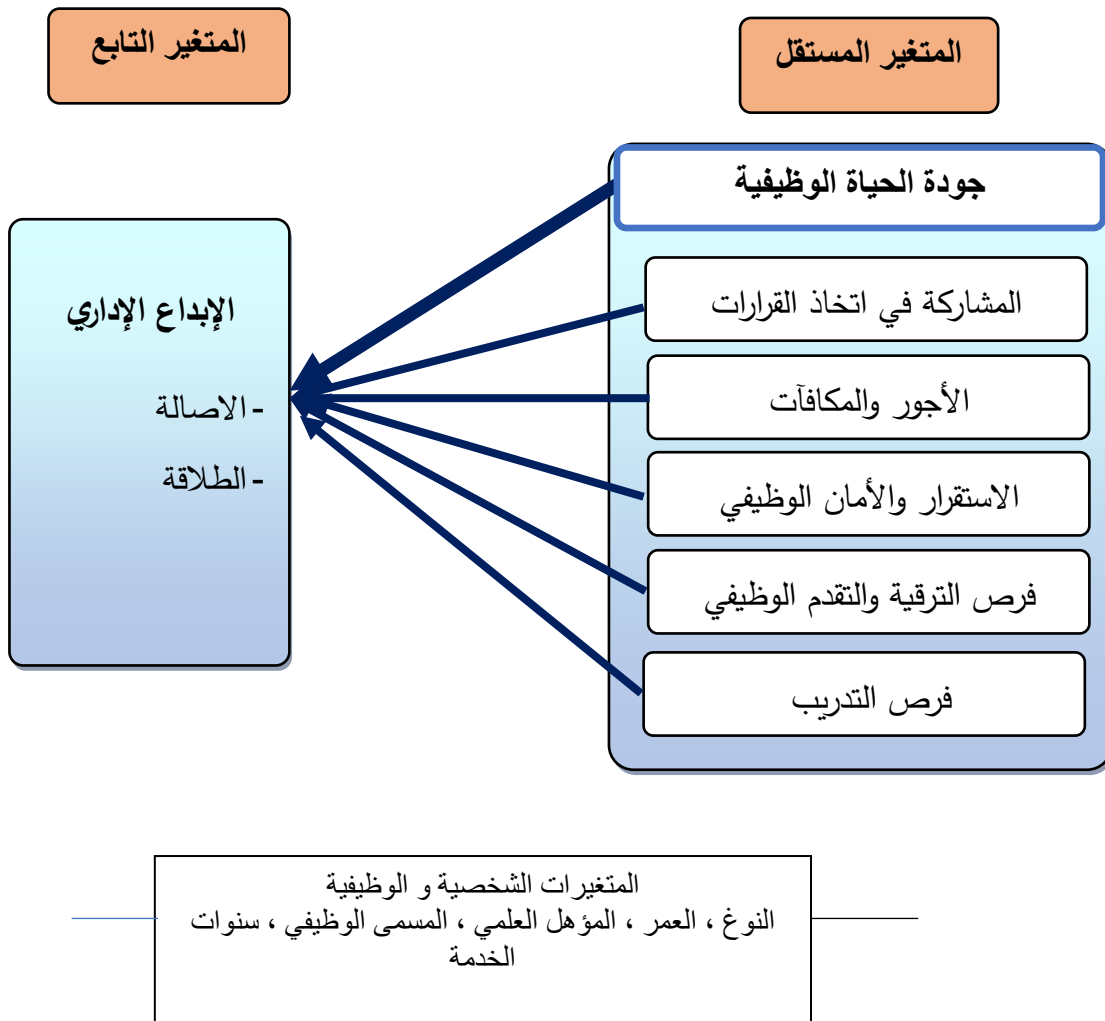 المتغير المستقل
المتغير التابع
جودة الحياة الوظيفية
المشاركة في اتخاذ القرارات
الأجور والمكافآت
الاستقرار والأمان الوظيفي
فرص الترقية والتقدم الوظيفي
فرص التدريب
الإبداع الإداري
- الاصالة
- الطلاقة
المتغيرات الشخصية و الوظيفية
النوغ ، العمر ، المؤهل العلمي ، المسمى الوظيفي ، سنوات
الخدمة